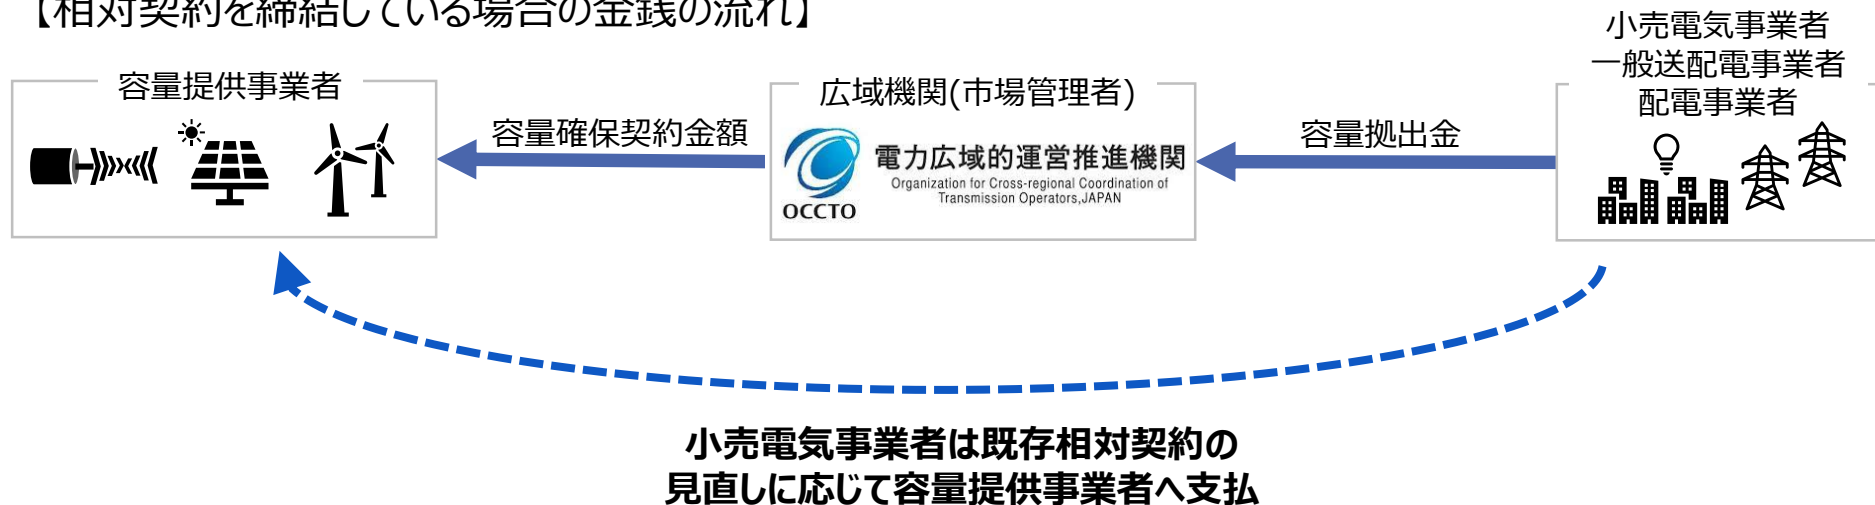 【相対契約を締結している場合の金銭の流れ】
小売電気事業者
一般送配電事業者
配電事業者
容量提供事業者
広域機関(市場管理者)
容量確保契約金額
容量拠出金
電力広域的運営推進機関
Organization for Cross-regional Coordination of
Transmission Operators,JAPAN
OCCTO
小売電気事業者は既存相対契約の
見直しに応じて容量提供事業者へ支払